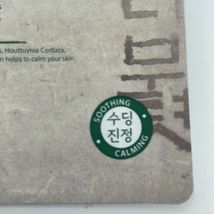 Houttuynia Cordata,
helps to calm your skin.
SOOTHING
수딩
진정
CALMING